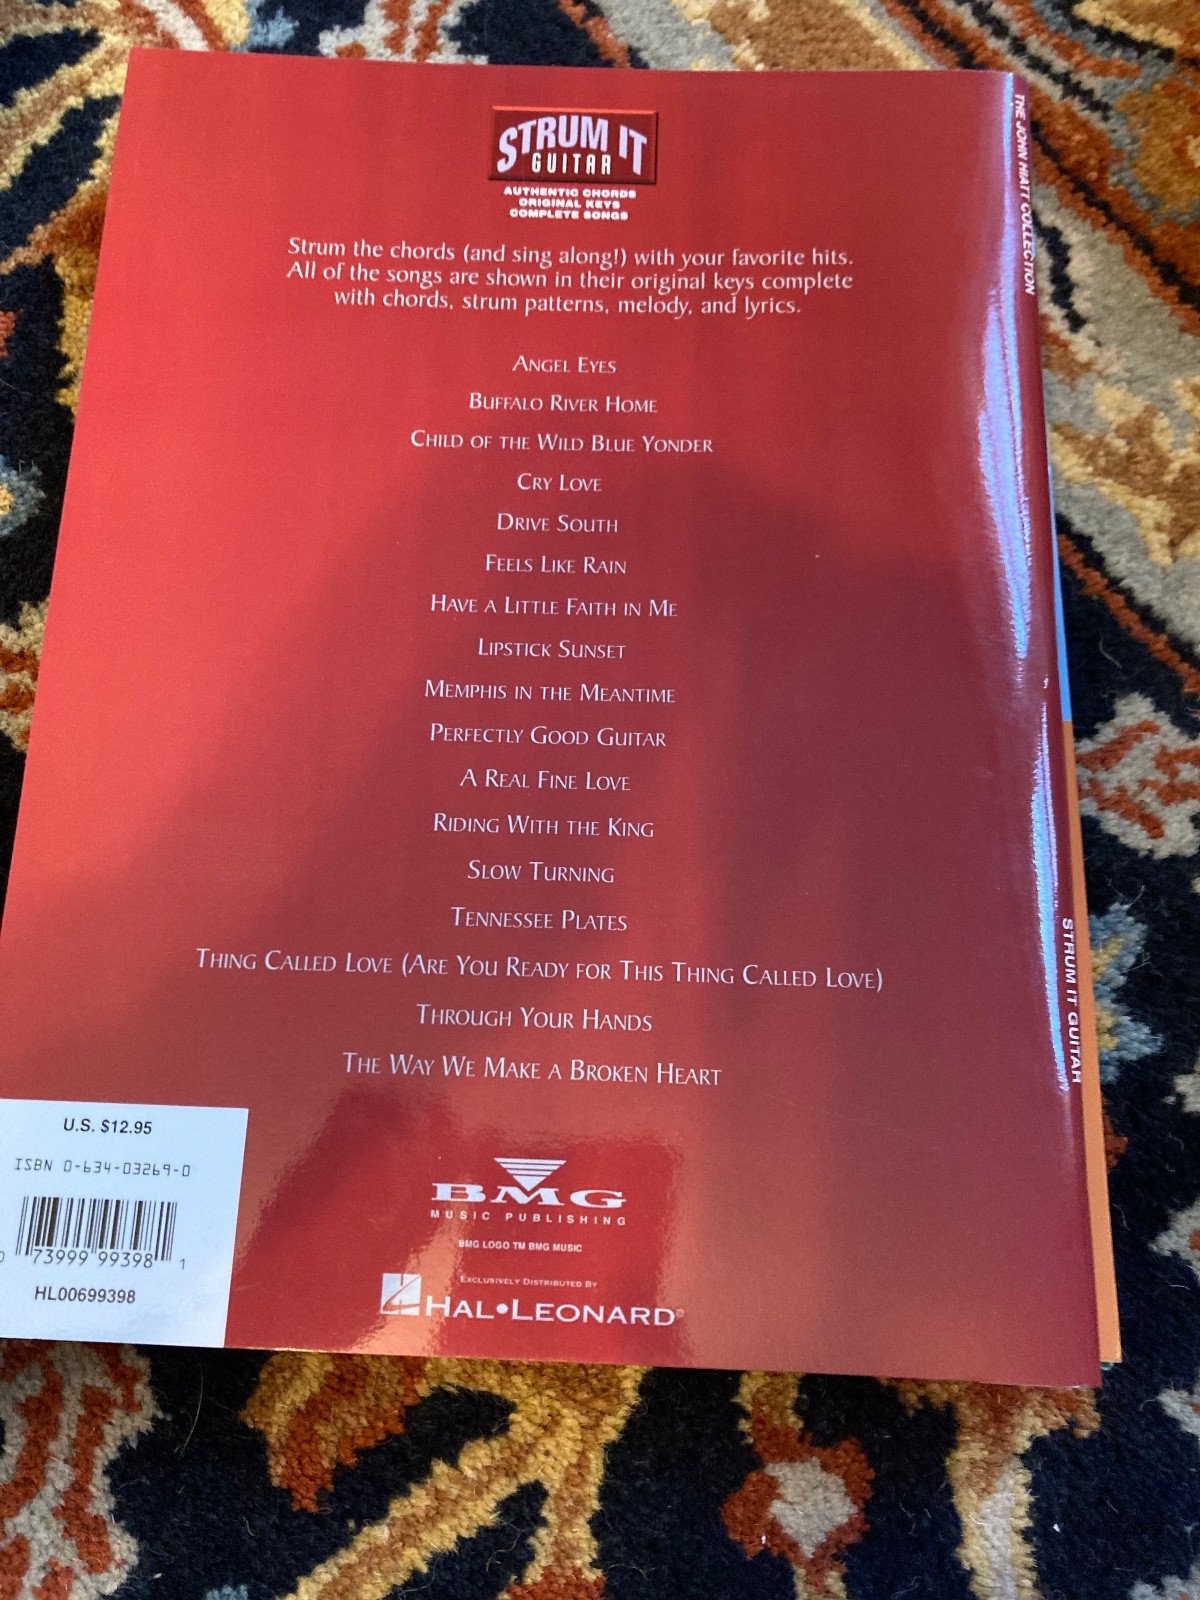 STRUM IT
GUITAR
AUTHENTIC CHORDS
ORIGINAL KEYS
COMPLETE SONGS
Strum the chords (and sing along!) with your favorite hits.
All of the songs are shown in their original keys complete
with chords, strum patterns, melody, and lyrics.
ANGEL EYES
BUFFALO RIVER HOME
CHILD OF THE WILD BLUE YONDER
CRY LOVE
DRIVE SOUTH
FEELS LIKE RAIN
HAVE A LITTLE FAITH IN ME
LIPSTICK SUNSET
MEMPHIS IN THE MEANTIME
PERFECTLY GOOD GUITAR
A REAL FINE LOVE
RIDING WITH THE KING
SLOW TURNING
TENNESSEE PLATES
THING CALLED LOVE (ARE YOU READY FOR THIS THING CALLED LOVE)
THROUGH YOUR HANDS
THE WAY WE MAKE A BROKEN HEART
U.S. $12.95
ISBN 0-634-03269-0
0 73999 99398 1
HL00699398
BMG
MUSIC PUBLISHING
BMG LOGO TM BMG MUSIC
EXCLUSIVELY DISTRIBUTED BY
HAL•LEONARD®
THE JOHN HIATT COLLECTION
STRUM IT GUITAR